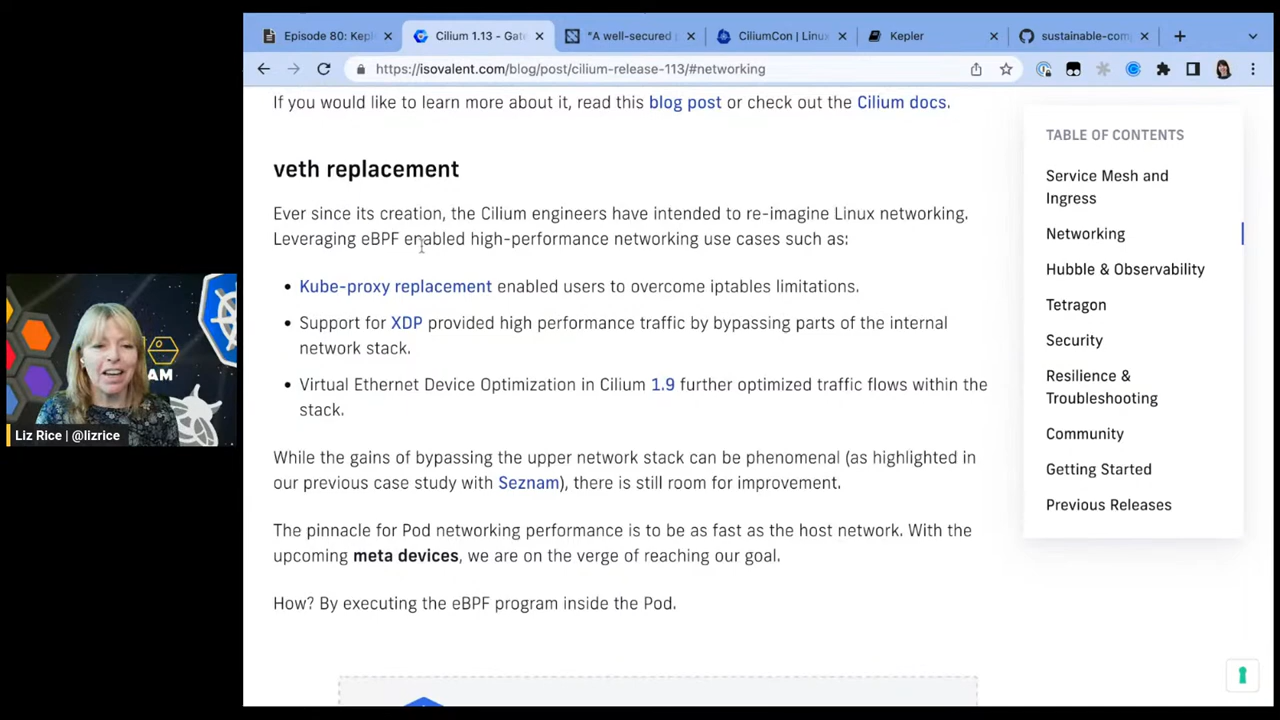 Episode 80: Kepl
Cilium 1.13 - Gat
"A well-secured
CiliumCon | Linux
Kepler
sustainable-com
https://isovalent.com/blog/post/cilium-release-113/#networking
If you would like to learn more about it, read this blog post or check out the Cilium docs.
veth replacement
Ever since its creation, the Cilium engineers have intended to re-imagine Linux networking.
Leveraging eBPF enabled high-performance networking use cases such as:
• Kube-proxy replacement enabled users to overcome iptables limitations.
• Support for XDP provided high performance traffic by bypassing parts of the internal
network stack.
• Virtual Ethernet Device Optimization in Cilium 1.9 further optimized traffic flows within the
stack.
While the gains of bypassing the upper network stack can be phenomenal (as highlighted in
our previous case study with Seznam), there is still room for improvement.
The pinnacle for Pod networking performance is to be as fast as the host network. With the
upcoming meta devices, we are on the verge of reaching our goal.
How? By executing the eBPF program inside the Pod.
TABLE OF CONTENTS
Service Mesh and
Ingress
Networking
Hubble & Observability
Tetragon
Security
Resilience &
Troubleshooting
Community
Getting Started
Previous Releases
AM
Liz Rice | @lizrice